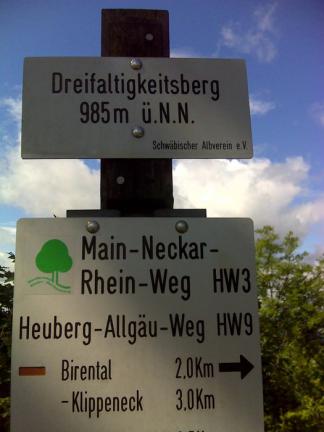 Dreifaltigkeitsberg
985m ü.N.N.
Schwäbischer Albverein e.V.
Main-Neckar-
Rhein-Weg HW3
Heuberg-Allgäu-Weg HW9
Birental 2,0Km
-Klippeneck 3,0Km